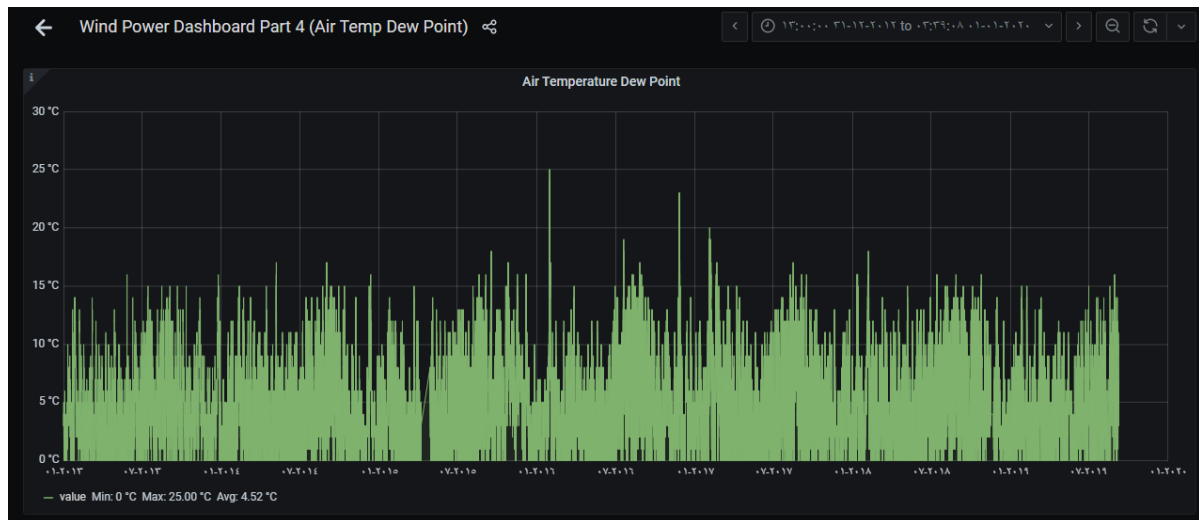 Wind Power Dashboard Part 4 (Air Temp Dew Point)
١٣:٠٠:٠٠ ٣١-١٢-٢٠١٢ to ٠٣:٣٩:٠٨ ٠١-٠١-٢٠٢٠
i
Air Temperature Dew Point
30 °C
25 °C
20 °C
15 °C
10 °C
5 °C
0 °C
٠١-٢٠١٣ ٠٧-٢٠١٣ ٠١-٢٠١٤ ٠٧-٢٠١٤ ٠١-٢٠١٥ ٠٧-٢٠١٥ ٠١-٢٠١٦ ٠٧-٢٠١٦ ٠١-٢٠١٧ ٠٧-٢٠١٧ ٠١-٢٠١٨ ٠٧-٢٠١٨ ٠١-٢٠١٩ ٠٧-٢٠١٩ ٠١-٢٠٢٠
value Min: 0 °C Max: 25.00 °C Avg: 4.52 °C